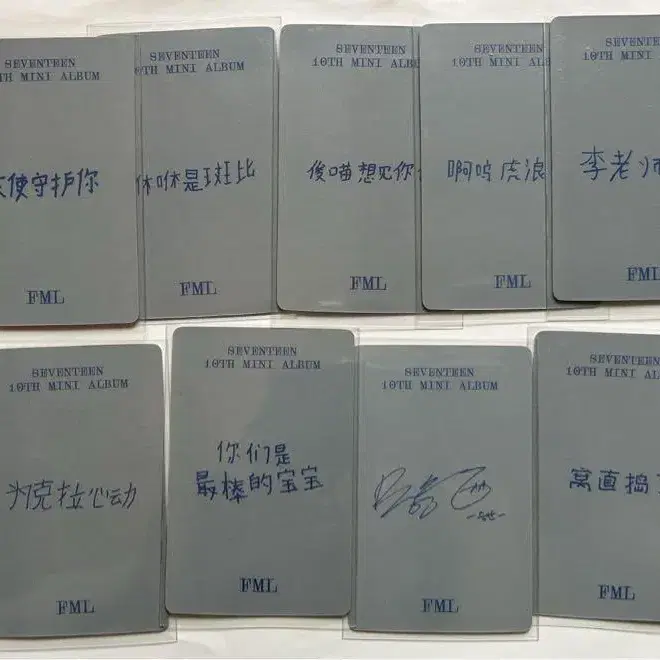 SEVENTEEN
10TH MINI ALBUM
使守护你
FML
SEVENTEEN
10TH MINI ALBUM
咻咻是斑比
FML
SEVENTEEN
10TH MINI ALBUM
俊喵想见你
FML
SEVENTEEN
10TH MINI ALBUM
啊呜虎浪
FML
SEVENTEEN
10TH MINI
李老师
FML
SEVENTEEN
10TH MINI ALBUM
为克拉心动
FML
SEVENTEEN
10TH MINI ALBUM
你们是
最棒的宝宝
FML
SEVENTEEN
10TH MINI ALBUM
FML
SEVENTEEN
10TH MINI ALBUM
窝直捣
FML